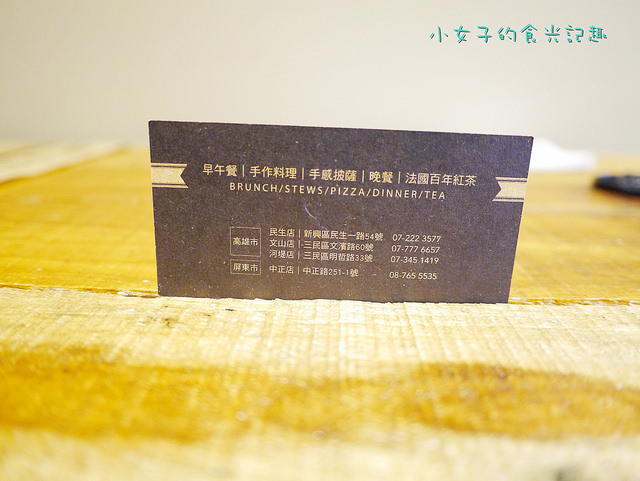 小女子的食光記趣
早午餐｜手作料理｜手感披薩｜晚餐｜法國百年紅茶
BRUNCH/STEWS/PIZZA/DINNER/TEA
高雄市 民生店｜新興區民生一路54號 07-222 3577
文山店｜三民區文濱路60號 07-777 6657
河堤店｜三民區明哲路33號 07-345 1419
屏東市 中正店｜中正路251-1號 - 08-765 5535